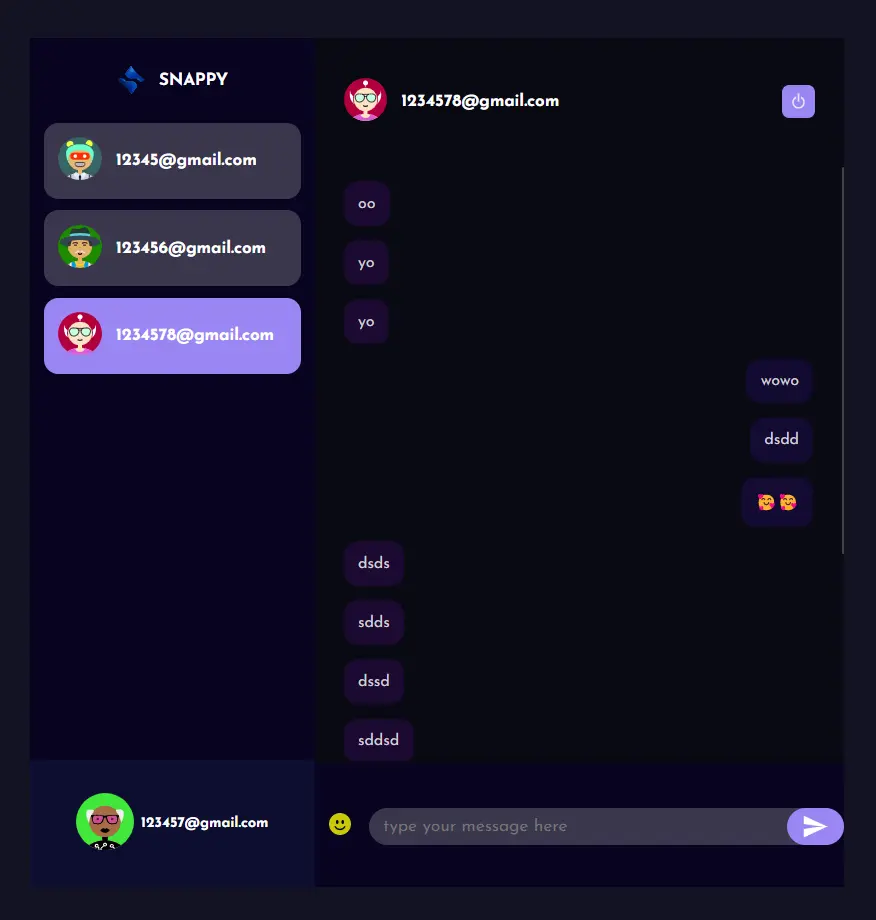 SNAPPY
12345@gmail.com
123456@gmail.com
1234578@gmail.com
123457@gmail.com
1234578@gmail.com
oo
yo
yo
wowo
dsdd
🥰🥰
dsds
sdds
dssd
sddsd
type your message here